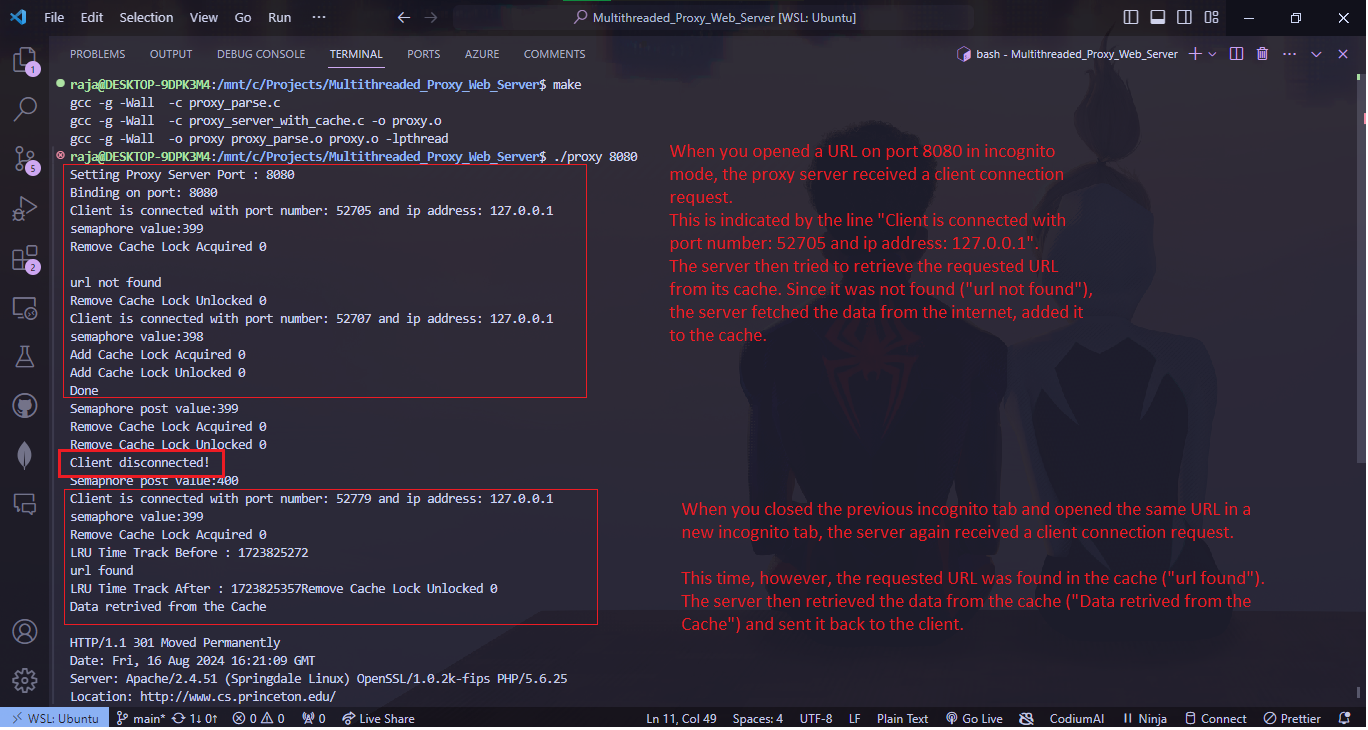 File Edit Selection View Go Run ··· ← → Multithreaded_Proxy_Web_Server [WSL: Ubuntu]
PROBLEMS OUTPUT DEBUG CONSOLE TERMINAL PORTS AZURE COMMENTS bash - Multithreaded_Proxy_Web_Server
1
5
2
raja@DESKTOP-9DPK3M4:/mnt/c/Projects/Multithreaded_Proxy_Web_Server$ make
gcc -g -Wall  -c proxy_parse.c
gcc -g -Wall  -c proxy_server_with_cache.c -o proxy.o
gcc -g -Wall  -o proxy proxy_parse.o proxy.o -lpthread
raja@DESKTOP-9DPK3M4:/mnt/c/Projects/Multithreaded_Proxy_Web_Server$ ./proxy 8080
Setting Proxy Server Port : 8080
Binding on port: 8080
Client is connected with port number: 52705 and ip address: 127.0.0.1
semaphore value:399
Remove Cache Lock Acquired 0
url not found
Remove Cache Lock Unlocked 0
Client is connected with port number: 52707 and ip address: 127.0.0.1
semaphore value:398
Add Cache Lock Acquired 0
Add Cache Lock Unlocked 0
Done
Semaphore post value:399
Remove Cache Lock Acquired 0
Remove Cache Lock Unlocked 0
Client disconnected!
Semaphore post value:400
Client is connected with port number: 52779 and ip address: 127.0.0.1
semaphore value:399
Remove Cache Lock Acquired 0
LRU Time Track Before : 1723825272
url found
LRU Time Track After : 1723825357Remove Cache Lock Unlocked 0
Data retrived from the Cache
HTTP/1.1 301 Moved Permanently
Date: Fri, 16 Aug 2024 16:21:09 GMT
Server: Apache/2.4.51 (Springdale Linux) OpenSSL/1.0.2k-fips PHP/5.6.25
Location: http://www.cs.princeton.edu/
When you opened a URL on port 8080 in incognito
mode, the proxy server received a client connection
request.
This is indicated by the line "Client is connected with
port number: 52705 and ip address: 127.0.0.1".
The server then tried to retrieve the requested URL
from its cache. Since it was not found ("url not found"),
the server fetched the data from the internet, added it
to the cache.
When you closed the previous incognito tab and opened the same URL in a
new incognito tab, the server again received a client connection request.
This time, however, the requested URL was found in the cache ("url found").
The server then retrieved the data from the cache ("Data retrived from the
Cache") and sent it back to the client.
WSL: Ubuntu main* 1↓ 0↑ 0 0 0 Live Share Ln 11, Col 49 Spaces: 4 UTF-8 LF Plain Text Go Live CodiumAI Ninja Connect Prettier